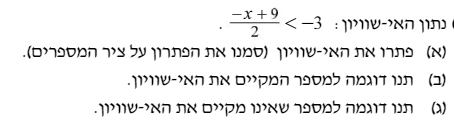 נתון האי-שוויון: $\frac{-x+9}{2} < -3$ .
(א) פתרו את האי-שוויון (סמנו את הפתרון על ציר המספרים).
(ב) תנו דוגמה למספר המקיים את האי-שוויון.
(ג) תנו דוגמה למספר שאינו מקיים את האי-שוויון.